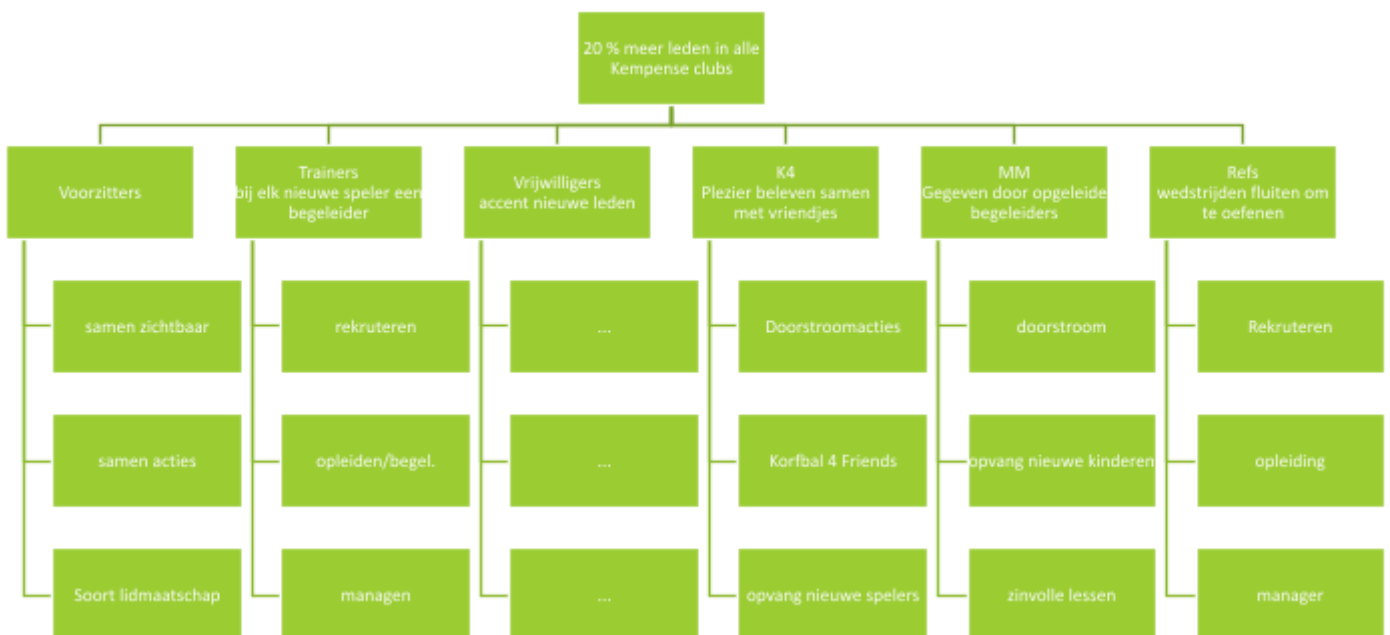 20 % meer leden in alle
Kempense clubs
Voorzitters
Trainers
bij elk nieuwe speler een
begeleider
Vrijwilligers
accent nieuwe leden
K4
Plezier beleven samen
met vriendjes
MM
Gegeven door opgeleide
begeleiders
Refs
wedstrijden fluiten om
te oefenen
samen zichtbaar
rekruteren
...
Doorstroomacties
doorstroom
Rekruteren
samen acties
opleiden/begel.
...
Korfbal 4 Friends
opvang nieuwe kinderen
opleiding
Soort lidmaatschap
managen
...
opvang nieuwe spelers
zinvolle lessen
manager